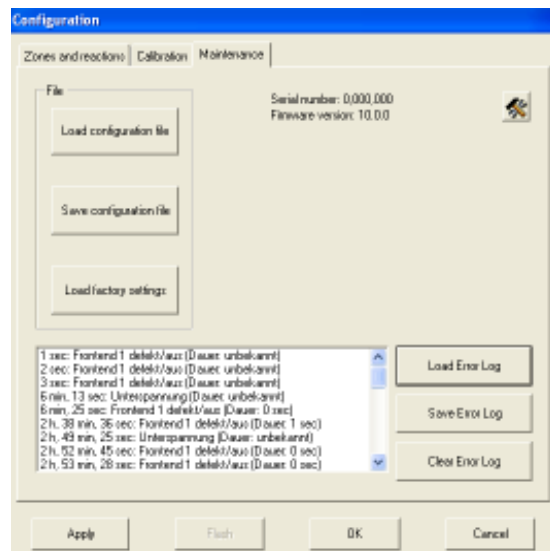 Configuration
Zones and reactions
Calibration
Maintenance
File
Load configuration file
Save configuration file
Load factory settings
Serial number: 0,000,000
Firmware version: 10.0.0
1 sec: Frontend 1 defekt/aus (Dauer: unbekannt)
2 sec: Frontend 1 defekt/aus (Dauer: unbekannt)
3 sec: Frontend 1 defekt/aus (Dauer: unbekannt)
6 min, 13 sec: Unterspannung (Dauer: unbekannt)
6 min, 25 sec: Frontend 1 defekt/aus (Dauer: 0 sec)
2 h, 38 min, 36 sec: Frontend 1 defekt/aus (Dauer: 1 sec)
2 h, 49 min, 25 sec: Unterspannung (Dauer: unbekannt)
2 h, 52 min, 45 sec: Frontend 1 defekt/aus (Dauer: 0 sec)
2 h, 53 min, 28 sec: Frontend 1 defekt/aus (Dauer: 0 sec)
Load Error Log
Save Error Log
Clear Error Log
Apply
Flash
OK
Cancel